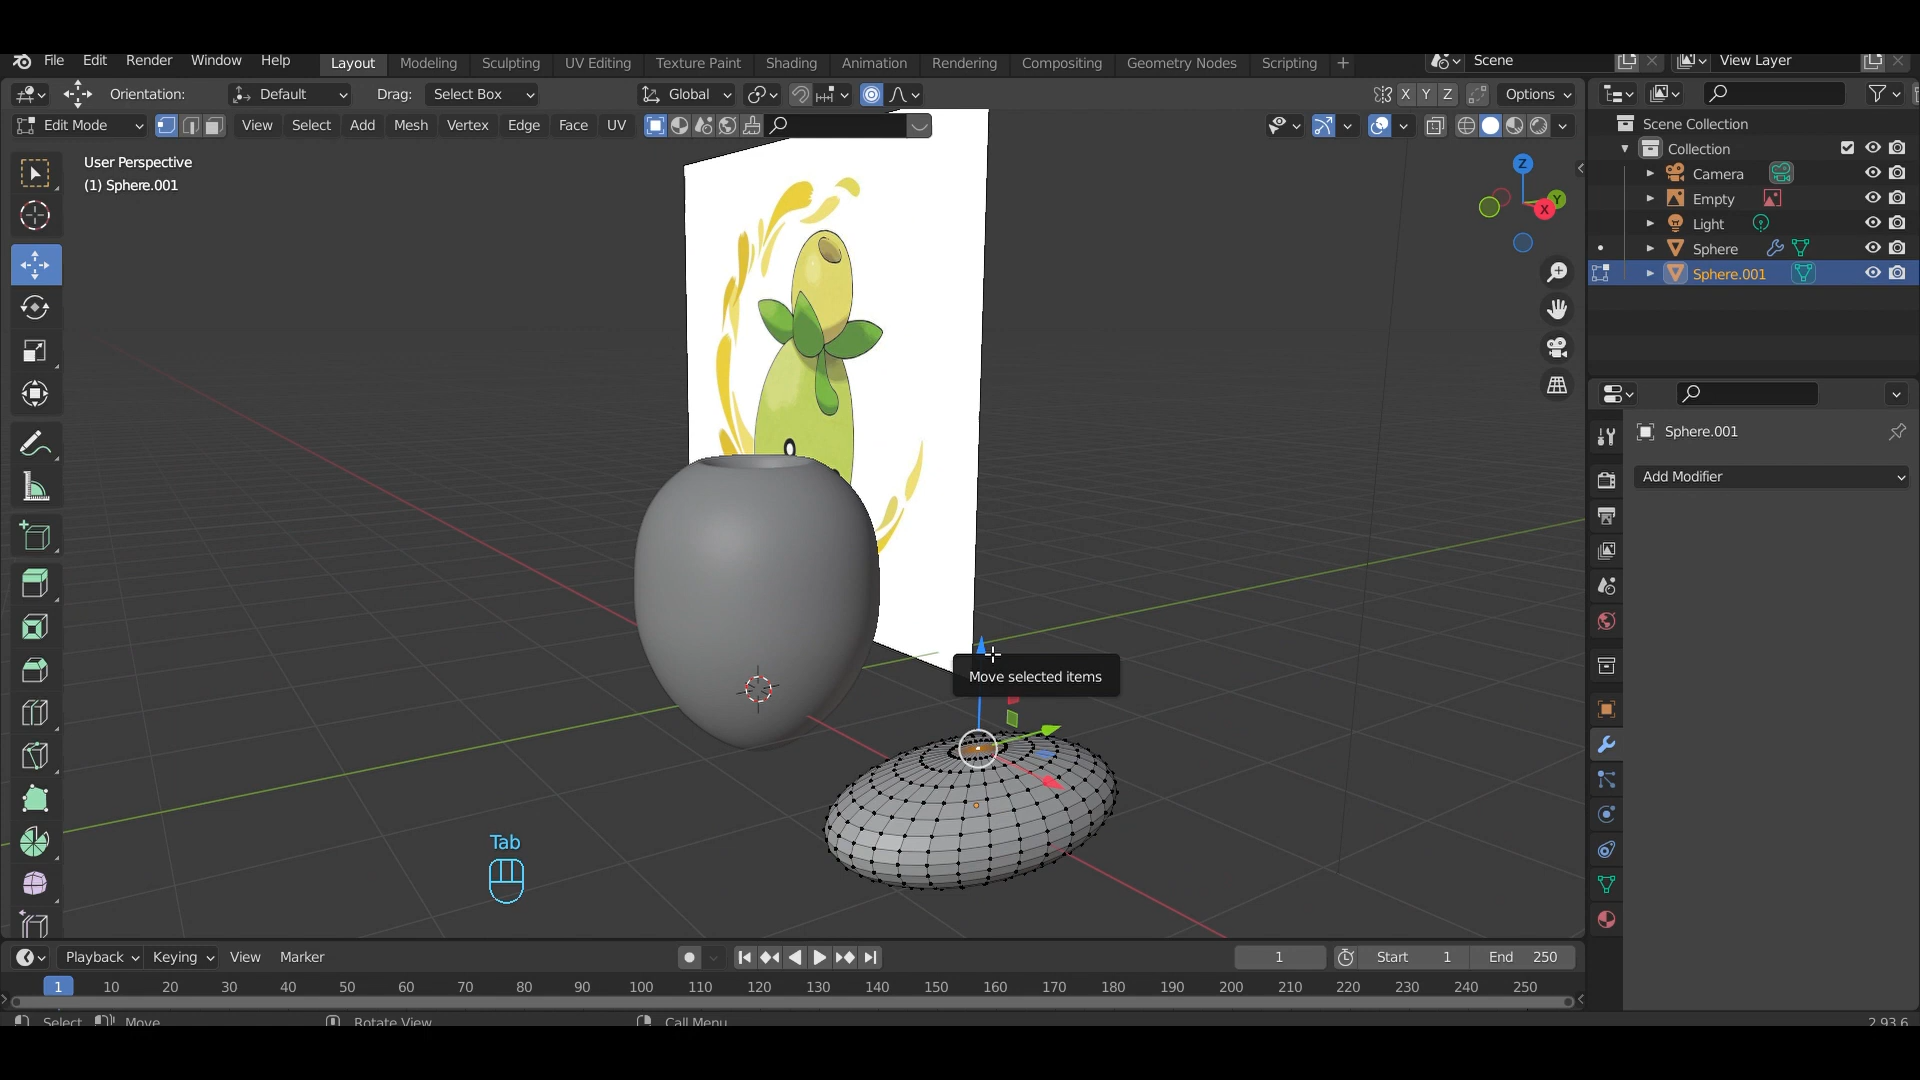 File Edit Render Window Help Layout Modeling Sculpting UV Editing Texture Paint Shading Animation Rendering Compositing Geometry Nodes Scripting + Scene View Layer
Orientation: Default Drag: Select Box Global X Y Z Options
Edit Mode View Select Add Mesh Vertex Edge Face UV
User Perspective
(1) Sphere.001
Z
Y
X
Scene Collection
Collection
Camera
Empty
Light
Sphere
Sphere.001
Sphere.001
Add Modifier
Move selected items
Tab
Playback Keying View Marker 1 Start 1 End 250
1 10 20 30 40 50 60 70 80 90 100 110 120 130 140 150 160 170 180 190 200 210 220 230 240 250
Select Move Rotate View Call Menu 2.93.6